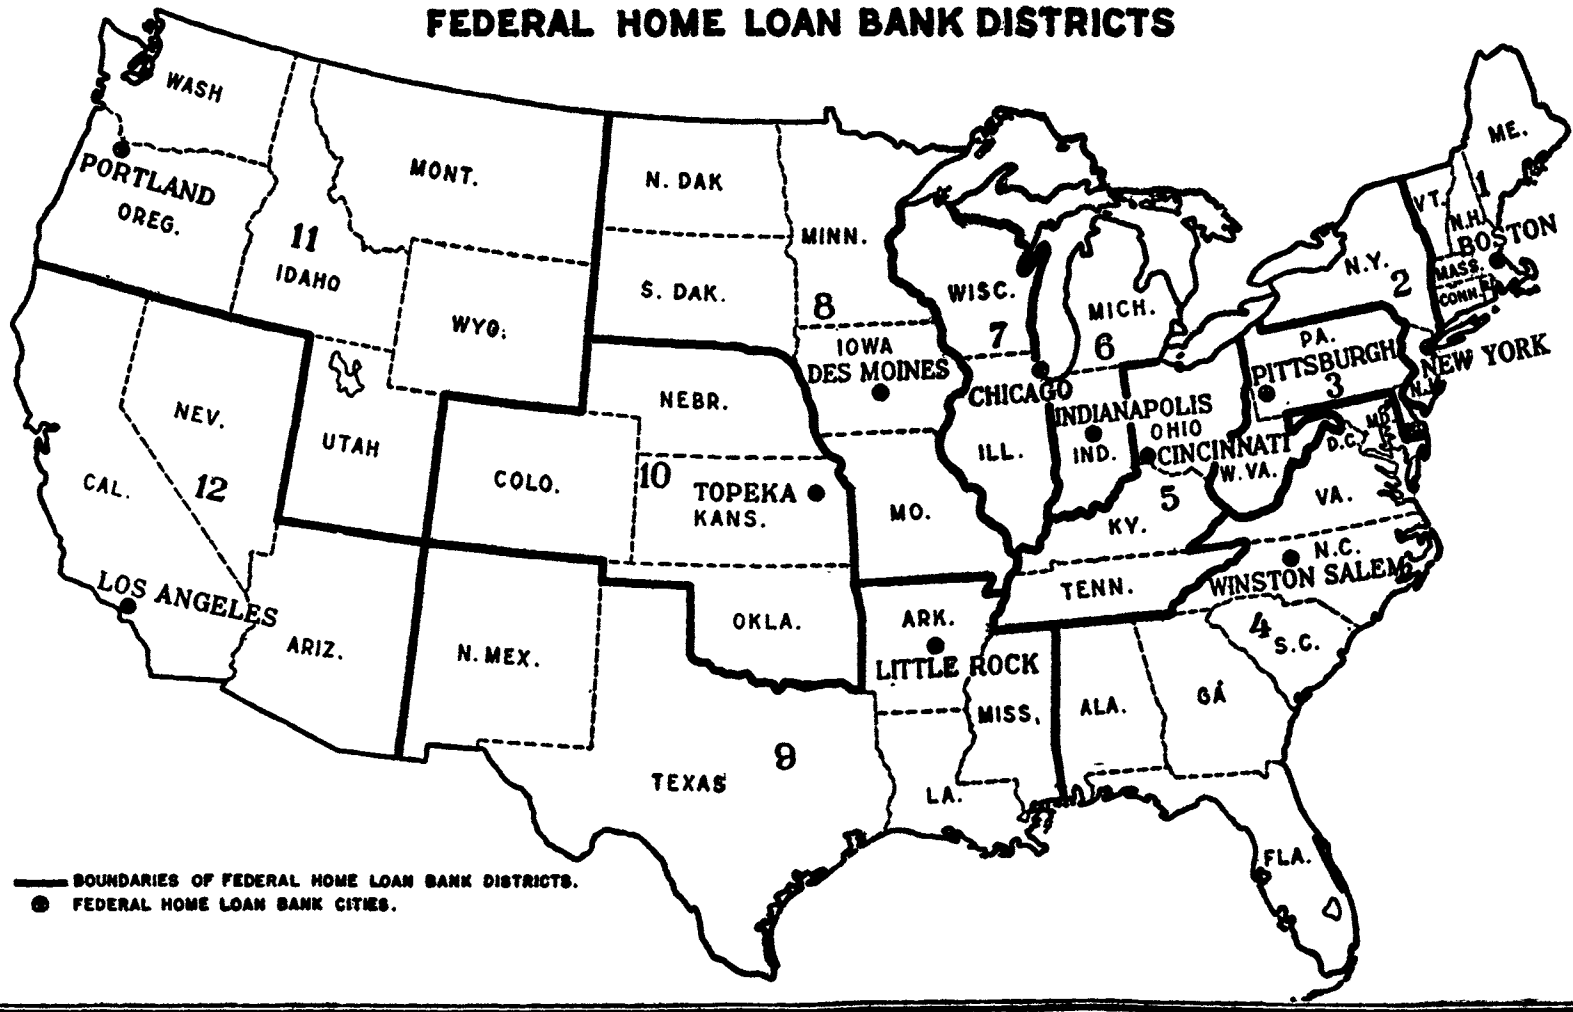 FEDERAL HOME LOAN BANK DISTRICTS
WASH
PORTLAND
OREG.
MONT.
11
IDAHO
WYO.
N. DAK
S. DAK.
MINN.
8
IOWA
DES MOINES
WISC.
7
CHICAGO
MICH.
6
ME.
1
VT.
N.H.
BOSTON
MASS.
CONN.
N.Y.
2
NEW YORK
PA.
PITTSBURGH
3
N.J.
MD.
D.C.
INDIANAPOLIS
IND.
OHIO
CINCINNATI
W.VA.
VA.
5
KY.
ILL.
NEBR.
NEV.
UTAH
CAL.
12
COLO.
10
TOPEKA
KANS.
MO.
LOS ANGELES
ARIZ.
N. MEX.
OKLA.
ARK.
LITTLE ROCK
TENN.
N.C.
WINSTON SALEM
4
S.C.
MISS.
ALA.
GA
TEXAS
9
LA.
FLA.
BOUNDARIES OF FEDERAL HOME LOAN BANK DISTRICTS.
FEDERAL HOME LOAN BANK CITIES.